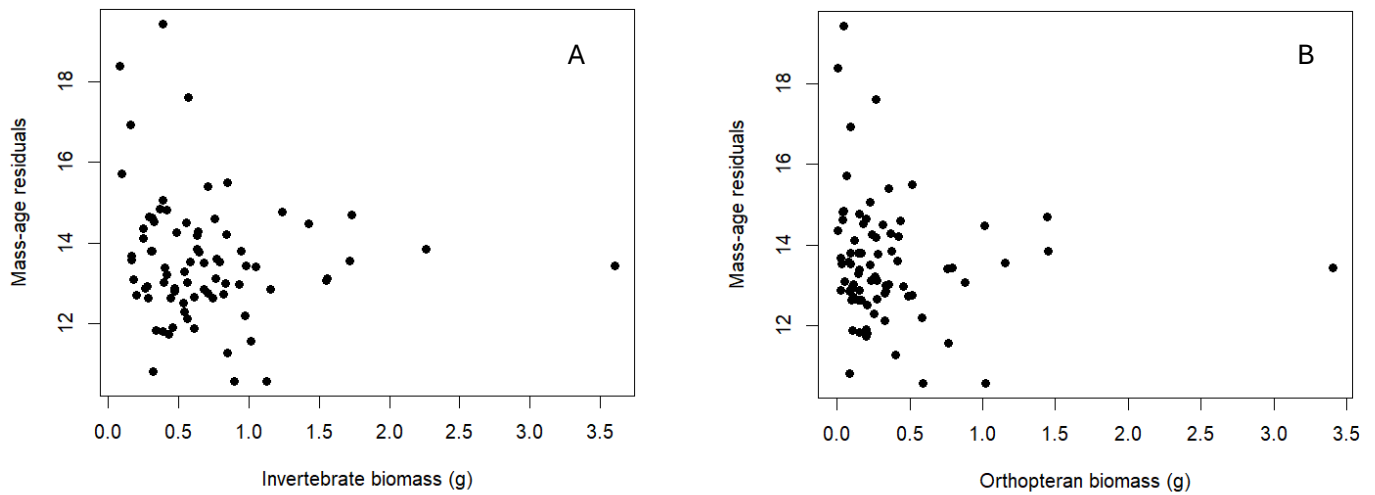 A
Mass-age residuals
18
16
14
12
0.0 0.5 1.0 1.5 2.0 2.5 3.0 3.5
Invertebrate biomass (g)
B
Mass-age residuals
18
16
14
12
0.0 0.5 1.0 1.5 2.0 2.5 3.0 3.5
Orthopteran biomass (g)